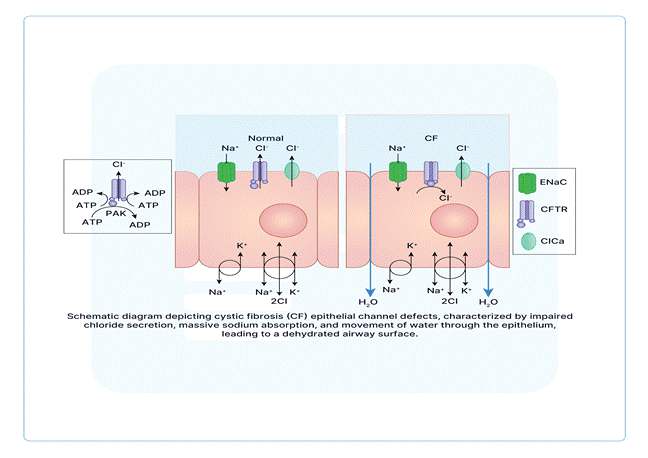 Normal
CF
Na⁺
Cl⁻
Cl⁻
Na⁺
Cl⁻
Cl⁻
Cl⁻
ADP
ADP
ATP
ATP
PAK
ATP
ADP
ENaC
CFTR
ClCa
K⁺
K⁺
Na⁺
Na⁺
K⁺
2Cl
Na⁺
Na⁺
K⁺
2Cl
H₂O
H₂O
Schematic diagram depicting cystic fibrosis (CF) epithelial channel defects, characterized by impaired
chloride secretion, massive sodium absorption, and movement of water through the epithelium,
leading to a dehydrated airway surface.